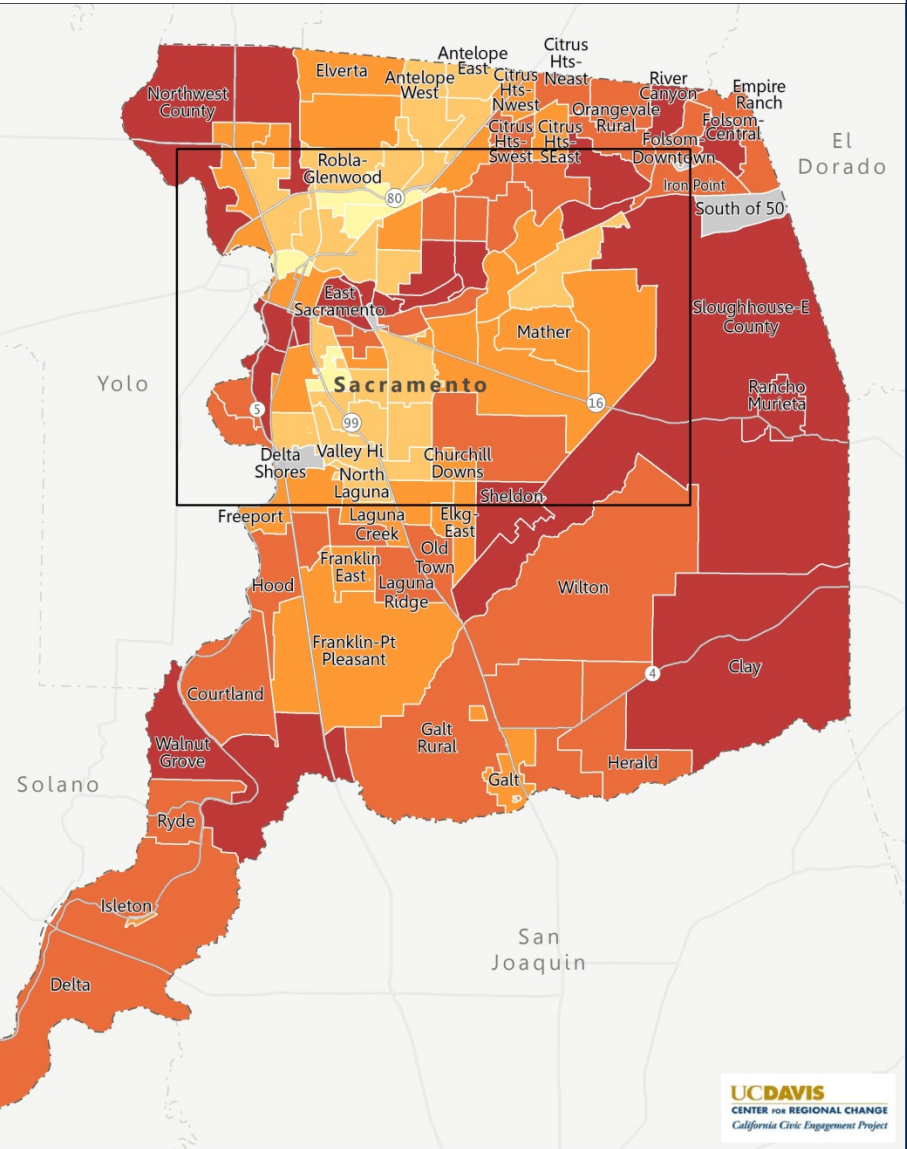 Northwest
County
Elverta
Antelope
West
Antelope
East
Citrus
Hts-
Nwest
Citrus
Hts-
Neast
Citrus
Hts-
Swest
Citrus
Hts-
SEast
Orangevale
Rural
River
Canyon
Empire
Ranch
Folsom-
Central
Folsom-
Downtown
Iron Point
South of 50
El
Dorado
Robla-
Glenwood
80
East
Sacramento
Mather
Sloughhouse-E
County
Yolo
Sacramento
Rancho
Murieta
5
99
16
Delta
Shores
Valley Hi
North
Laguna
Churchill
Downs
Sheldon
Freeport
Laguna
Creek
Elkg-
East
Old
Town
Franklin
East
Laguna
Ridge
Hood
Wilton
Franklin-Pt
Pleasant
Courtland
4
Clay
Walnut
Grove
Galt
Rural
Herald
Galt
Solano
Ryde
Isleton
San
Joaquin
Delta
UCDAVIS
CENTER FOR REGIONAL CHANGE
California Civic Engagement Project